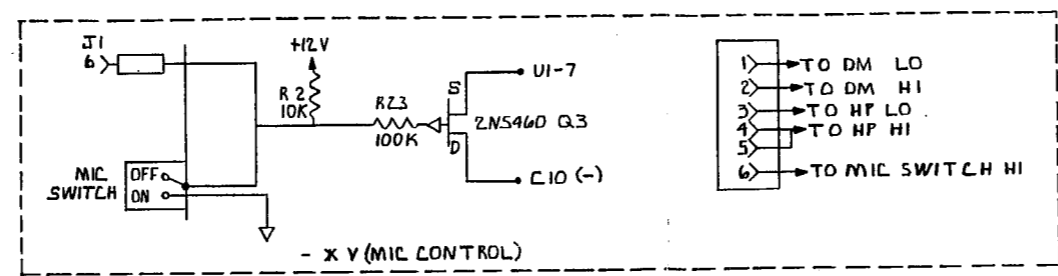 J1
6
+12V
R2
10K
R23
100K
S
D
U1-7
2N5460 Q3
C10 (-)
MIC
SWITCH
OFF
ON
- X V (MIC CONTROL)
1 TO DM LO
2 TO DM HI
3 TO HP LO
4 TO HP HI
5
6 TO MIC SWITCH HI